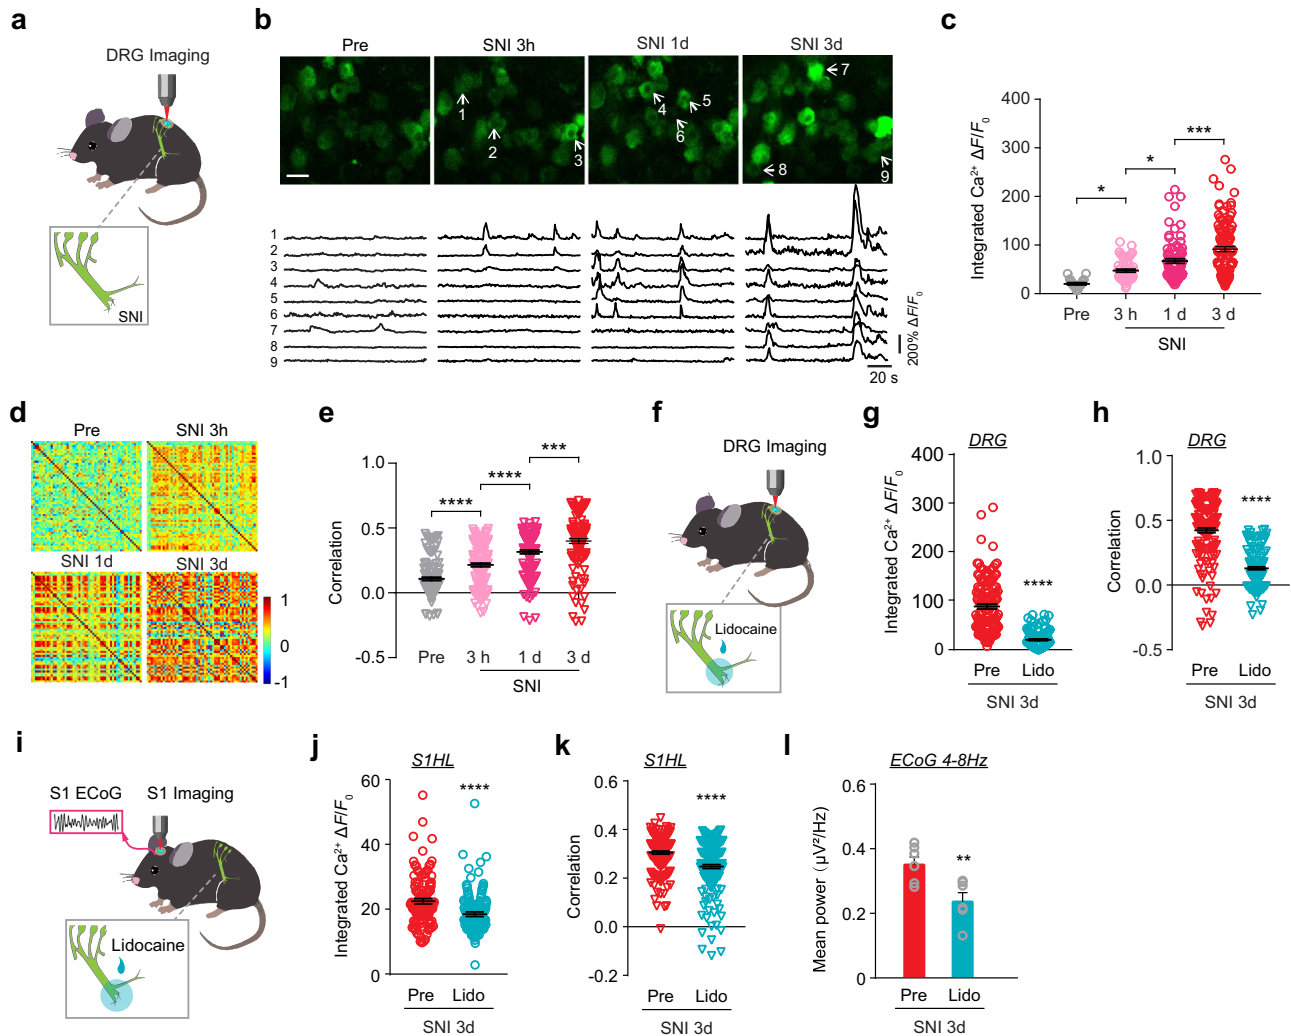 a
DRG Imaging
SNI
b
Pre SNI 3h SNI 1d SNI 3d
1 2 3 4 5 6 7 8 9
1
2
3
4
5
6
7
8
9
200% ΔF/F0
20 s
c
Integrated Ca2+ ΔF/F0
400
300
200
100
0
* * ***
Pre 3 h 1 d 3 d
SNI
d
Pre SNI 3h
SNI 1d SNI 3d
1
0
-1
e
Correlation
1.0
0.5
0.0
-0.5
**** **** ***
Pre 3 h 1 d 3 d
SNI
f
DRG Imaging
Lidocaine
g
DRG
Integrated Ca2+ ΔF/F0
400
300
200
100
0
****
Pre Lido
SNI 3d
h
DRG
Correlation
1.0
0.5
0.0
-0.5
****
Pre Lido
SNI 3d
i
S1 ECoG S1 Imaging
Lidocaine
j
S1HL
Integrated Ca2+ ΔF/F0
60
40
20
0
****
Pre Lido
SNI 3d
k
S1HL
Correlation
0.6
0.4
0.2
0.0
-0.2
****
Pre Lido
SNI 3d
l
ECoG 4-8Hz
Mean power (μV²/Hz)
0.6
0.4
0.2
0
**
Pre Lido
SNI 3d